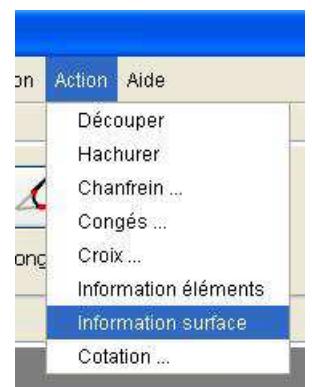 on Action Aide
Découper
Hachurer
Chanfrein ...
Congés ...
ong
Croix ...
Information éléments
Information surface
Cotation ...